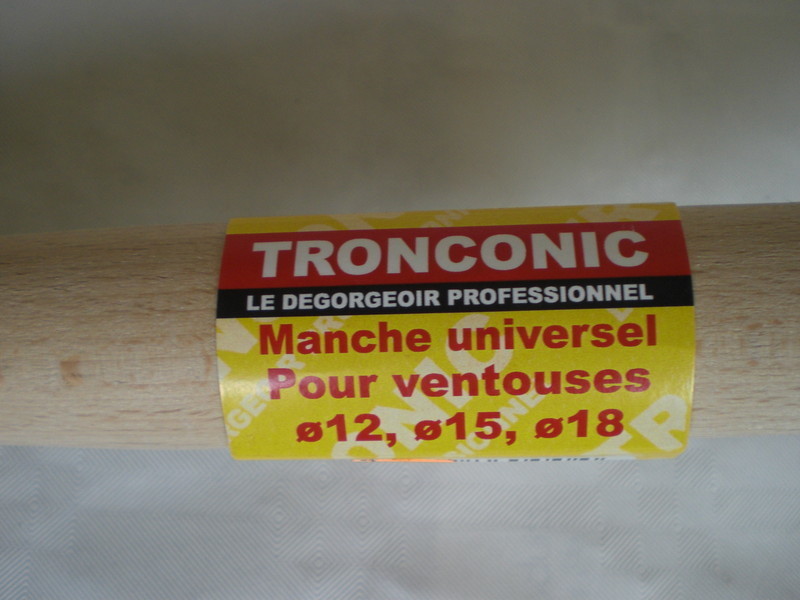 TRONCONIC
LE DEGORGEOIR PROFESSIONNEL
Manche universel
Pour ventouses
ø12, ø15, ø18